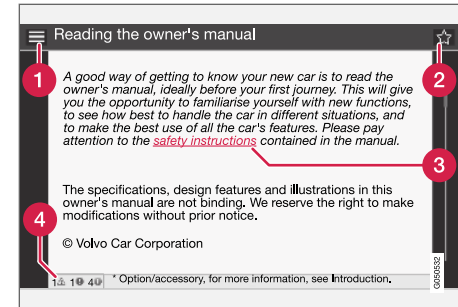 Reading the owner's manual
1
2
A good way of getting to know your new car is to read the
owner's manual, ideally before your first journey. This will give
you the opportunity to familiarise yourself with new functions,
to see how best to handle the car in different situations, and
to make the best use of all the car's features. Please pay
attention to the safety instructions contained in the manual.
3
The specifications, design features and illustrations in this
owner's manual are not binding. We reserve the right to make
modifications without prior notice.
4
© Volvo Car Corporation
1 1 4 * Option/accessory, for more information, see Introduction.
G050532